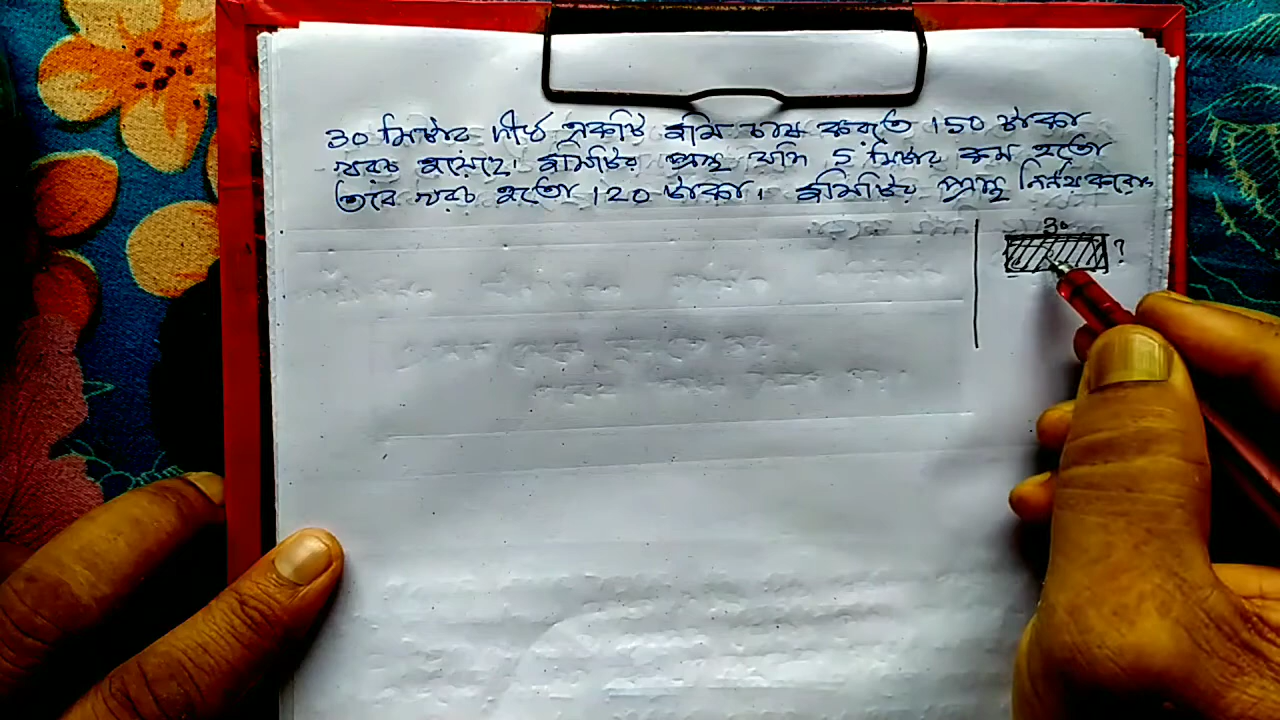 30 মিটার দীর্ঘ একটি জমি চাষ করতে 150 টাকা
খরচ হয়েছে। জমিটির প্রস্থ যদি 5 মিটার কম হতো
তবে খরচ হতো 120 টাকা। জমিটির প্রস্থ নির্ণয় করো।
30
?